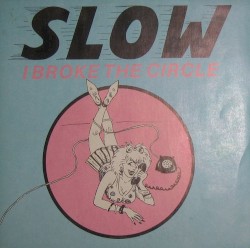 SLOW
I BROKE THE CIRCLE